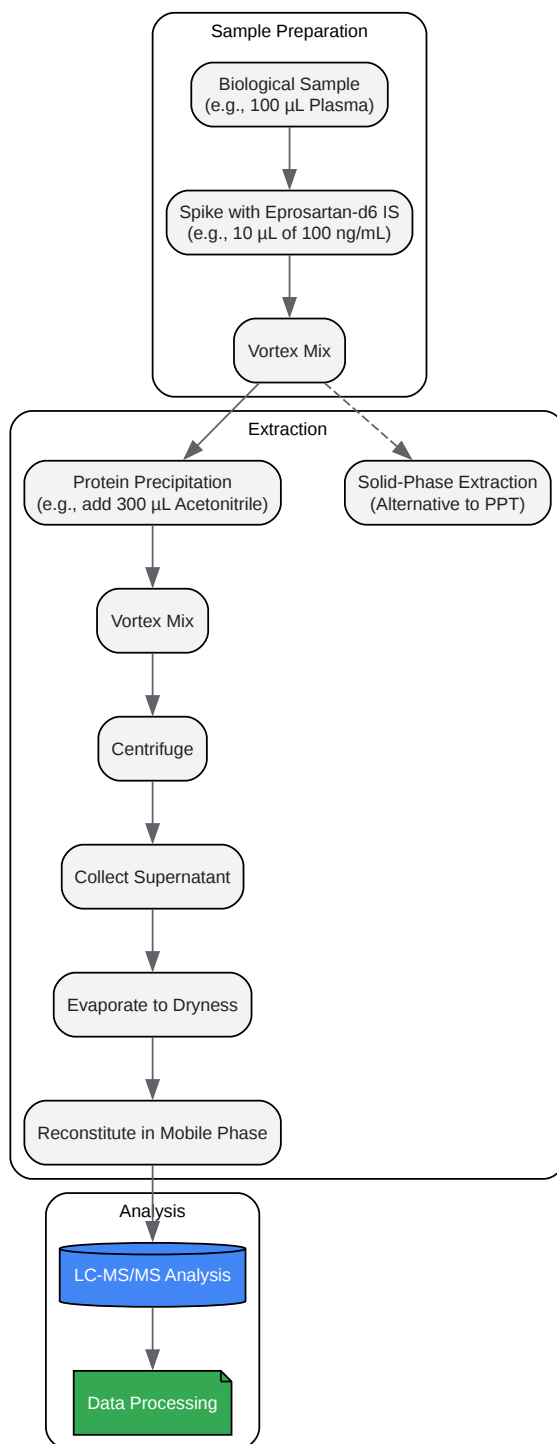 Sample Preparation
Biological Sample
(e.g., 100 µL Plasma)
Spike with Eprosartan-d6 IS
(e.g., 10 µL of 100 ng/mL)
Vortex Mix
Extraction
Protein Precipitation
(e.g., add 300 µL Acetonitrile)
Solid-Phase Extraction
(Alternative to PPT)
Vortex Mix
Centrifuge
Collect Supernatant
Evaporate to Dryness
Reconstitute in Mobile Phase
Analysis
LC-MS/MS Analysis
Data Processing